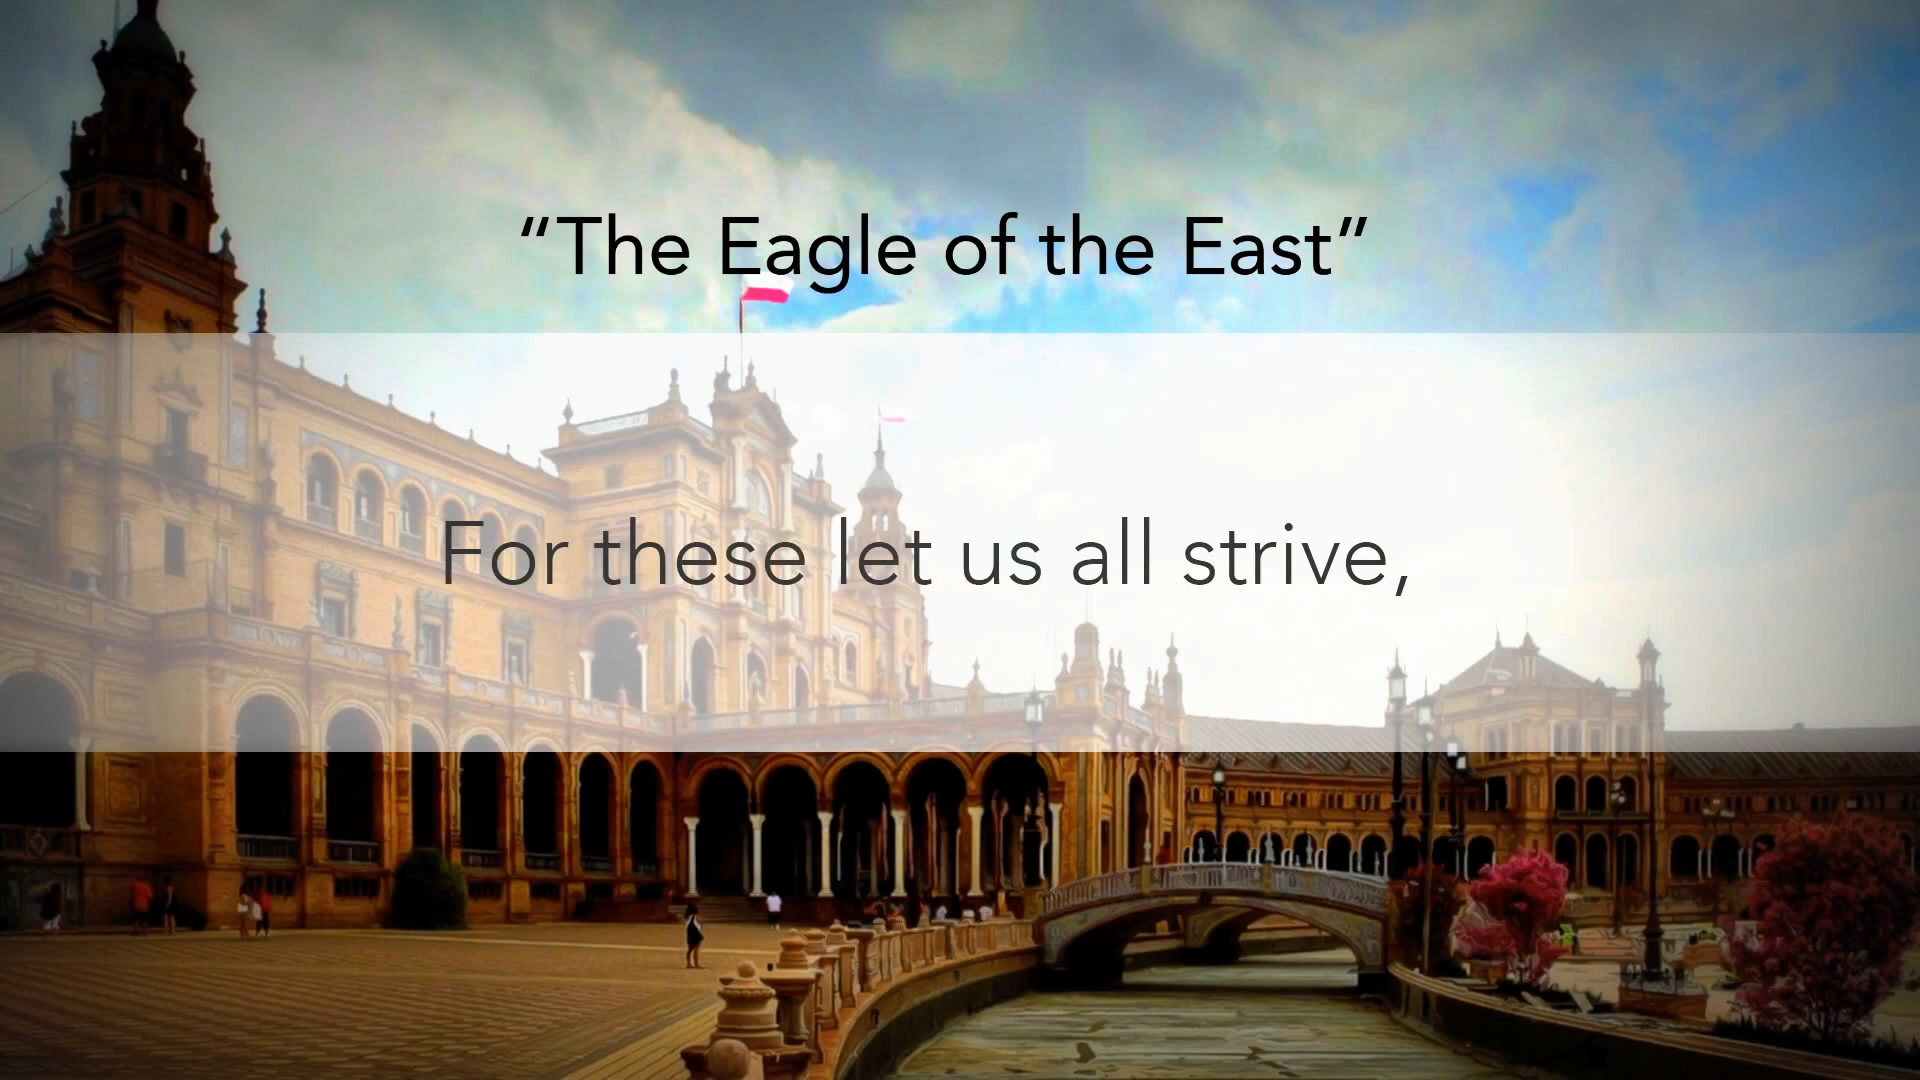 “The Eagle of the East”
For these let us all strive,